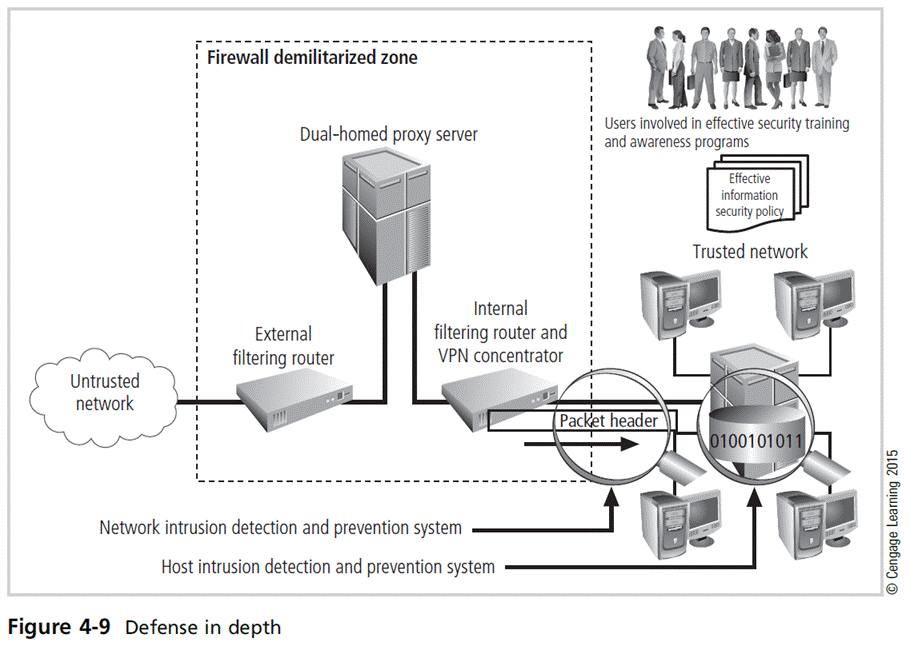 Firewall demilitarized zone
Dual-homed proxy server
Users involved in effective security training
and awareness programs
Effective
information
security policy
Trusted network
Internal
filtering router and
VPN concentrator
External
filtering router
Untrusted
network
Packet header
0100101011
Network intrusion detection and prevention system
Host intrusion detection and prevention system
© Cengage Learning 2015
Figure 4-9 Defense in depth